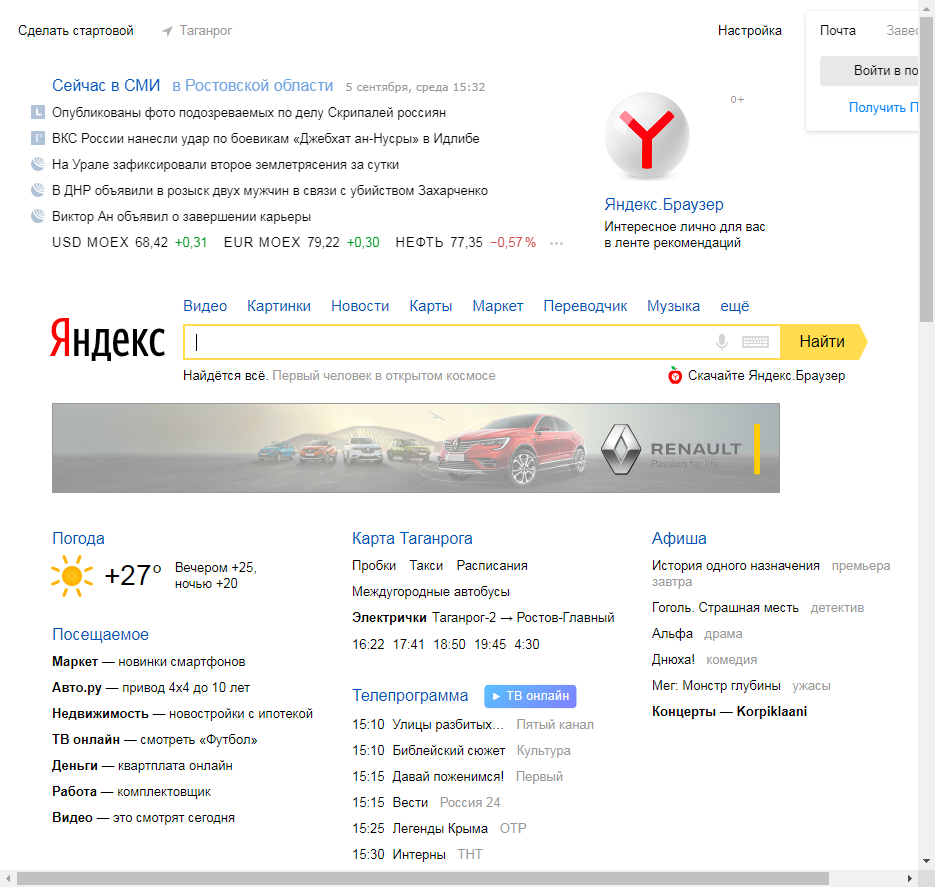 Сделать стартовой Таганрог Настройка Почта
Войти в по
Получить П
Сейчас в СМИ в Ростовской области 5 сентября, среда 15:32
Опубликованы фото подозреваемых по делу Скрипалей россиян
ВКС России нанесли удар по боевикам «Джебхат ан-Нусры» в Идлибе
На Урале зафиксировали второе землетрясения за сутки
В ДНР объявили в розыск двух мужчин в связи с убийством Захарченко
Виктор Ан объявил о завершении карьеры
USD MOEX 68,42 +0,31 EUR MOEX 79,22 +0,30 НЕФТЬ 77,35 −0,57 % •••
0+
Яндекс.Браузер
Интересное лично для вас
в ленте рекомендаций
Видео Картинки Новости Карты Маркет Переводчик Музыка ещё
Яндекс
Найти
Найдётся всё. Первый человек в открытом космосе
Скачайте Яндекс.Браузер
RENAULT
Passion for life
Погода
+27° Вечером +25,
ночью +20
Посещаемое
Маркет — новинки смартфонов
Авто.ру — привод 4х4 до 10 лет
Недвижимость — новостройки с ипотекой
ТВ онлайн — смотреть «Футбол»
Деньги — квартплата онлайн
Работа — комплектовщик
Видео — это смотрят сегодня
Карта Таганрога
Пробки Такси Расписания
Междугородные автобусы
Электрички Таганрог-2 → Ростов-Главный
16:22 17:41 18:50 19:45 4:30
Телепрограмма ТВ онлайн
15:10 Улицы разбитых... Пятый канал
15:10 Библейский сюжет Культура
15:15 Давай поженимся! Первый
15:15 Вести Россия 24
15:25 Легенды Крыма ОТР
15:30 Интерны ТНТ
Афиша
История одного назначения премьера
завтра
Гоголь. Страшная месть детектив
Альфа драма
Днюха! комедия
Мег: Монстр глубины ужасы
Концерты — Korpiklaani